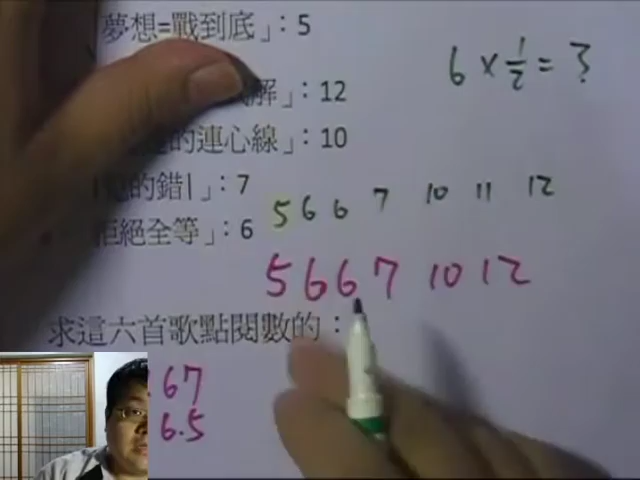 夢想=戰到底」：5
6 × 1/2 = ?
解」：12
的連心線」：10
的錯|」：7
5 6 6 7 10 11 12
拒絕全等」：6
5 6 6 7 10 12
求這六首歌點閱數的：
67
6.5